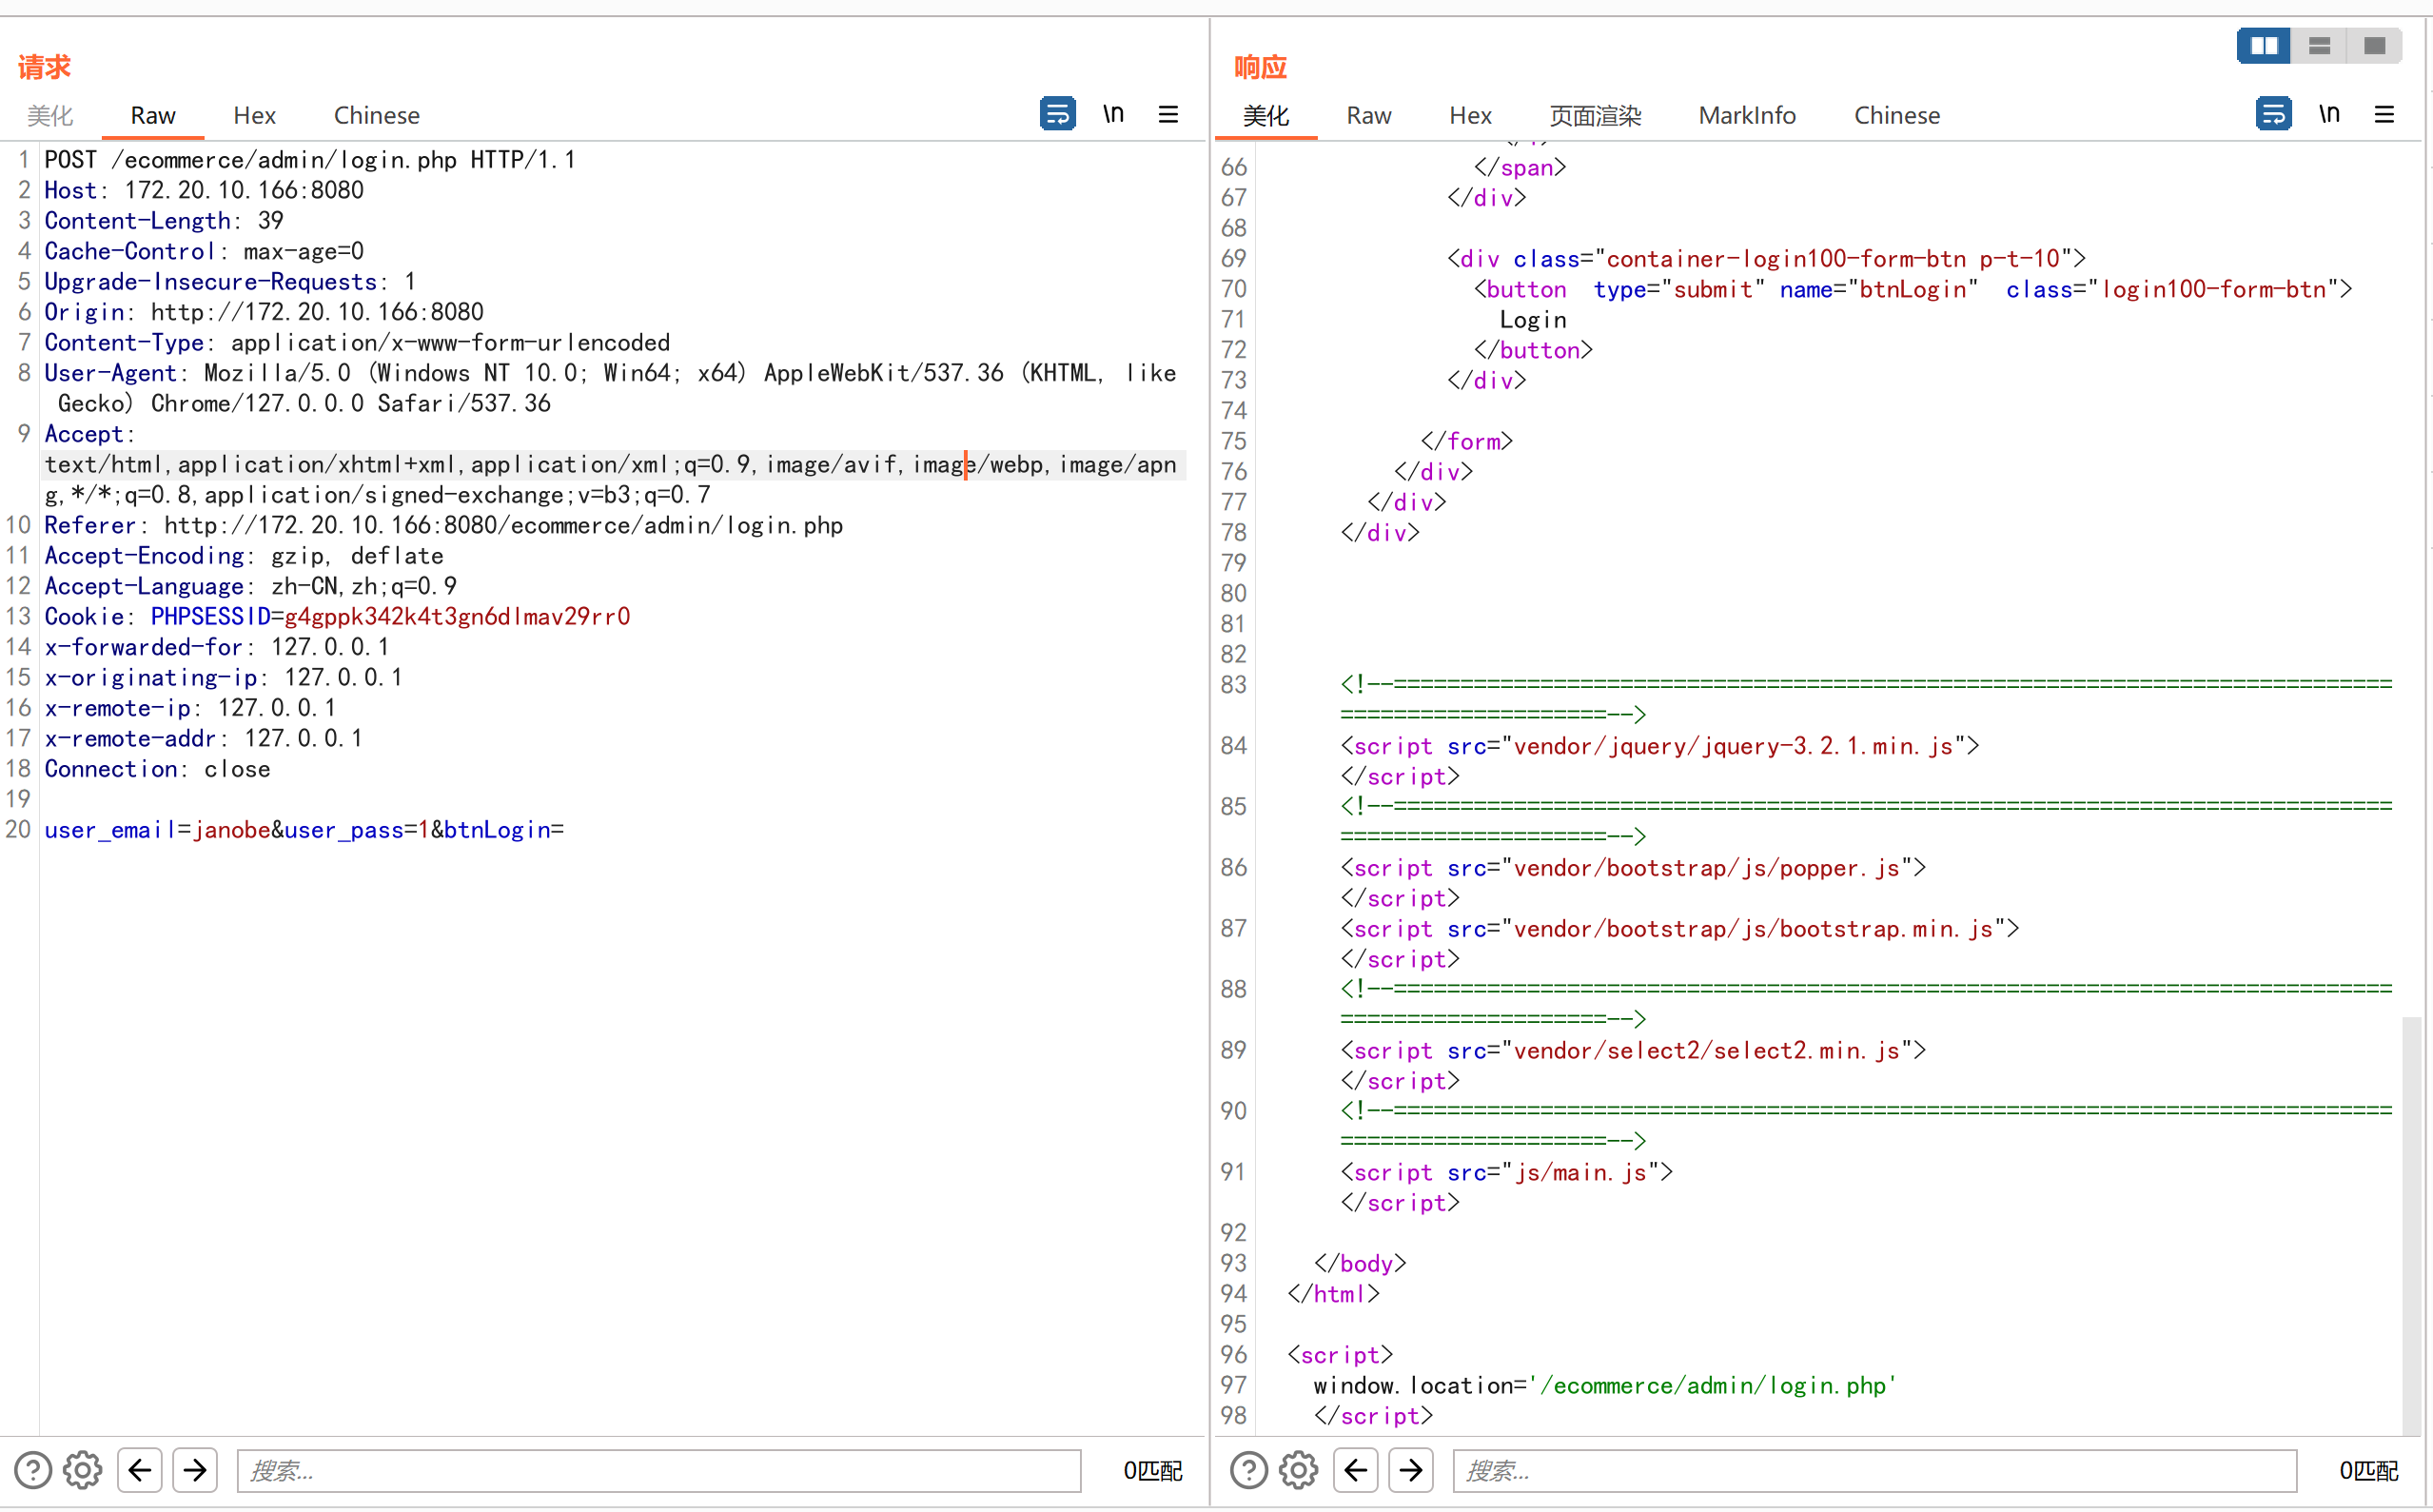 请求
美化 Raw Hex Chinese \n
1 POST /ecommerce/admin/login.php HTTP/1.1
2 Host: 172.20.10.166:8080
3 Content-Length: 39
4 Cache-Control: max-age=0
5 Upgrade-Insecure-Requests: 1
6 Origin: http://172.20.10.166:8080
7 Content-Type: application/x-www-form-urlencoded
8 User-Agent: Mozilla/5.0 (Windows NT 10.0; Win64; x64) AppleWebKit/537.36 (KHTML, like
Gecko) Chrome/127.0.0.0 Safari/537.36
9 Accept:
text/html,application/xhtml+xml,application/xml;q=0.9,image/avif,image/webp,image/apn
g,*/*;q=0.8,application/signed-exchange;v=b3;q=0.7
10 Referer: http://172.20.10.166:8080/ecommerce/admin/login.php
11 Accept-Encoding: gzip, deflate
12 Accept-Language: zh-CN,zh;q=0.9
13 Cookie: PHPSESSID=g4gppk342k4t3gn6dlmav29rr0
14 x-forwarded-for: 127.0.0.1
15 x-originating-ip: 127.0.0.1
16 x-remote-ip: 127.0.0.1
17 x-remote-addr: 127.0.0.1
18 Connection: close
19
20 user_email=janobe&user_pass=1&btnLogin=
搜索... 0匹配
响应
美化 Raw Hex 页面渲染 MarkInfo Chinese \n
66 </span>
67 </div>
68
69 <div class="container-login100-form-btn p-t-10">
70 <button type="submit" name="btnLogin" class="login100-form-btn">
71 Login
72 </button>
73 </div>
74
75 </form>
76 </div>
77 </div>
78 </div>
79
80
81
82
83 <!--===========================================================================
====================-->
84 <script src="vendor/jquery/jquery-3.2.1.min.js">
</script>
85 <!--===========================================================================
====================-->
86 <script src="vendor/bootstrap/js/popper.js">
</script>
87 <script src="vendor/bootstrap/js/bootstrap.min.js">
</script>
88 <!--===========================================================================
====================-->
89 <script src="vendor/select2/select2.min.js">
</script>
90 <!--===========================================================================
====================-->
91 <script src="js/main.js">
</script>
92
93 </body>
94 </html>
95
96 <script>
97 window.location='/ecommerce/admin/login.php'
98 </script>
搜索... 0匹配